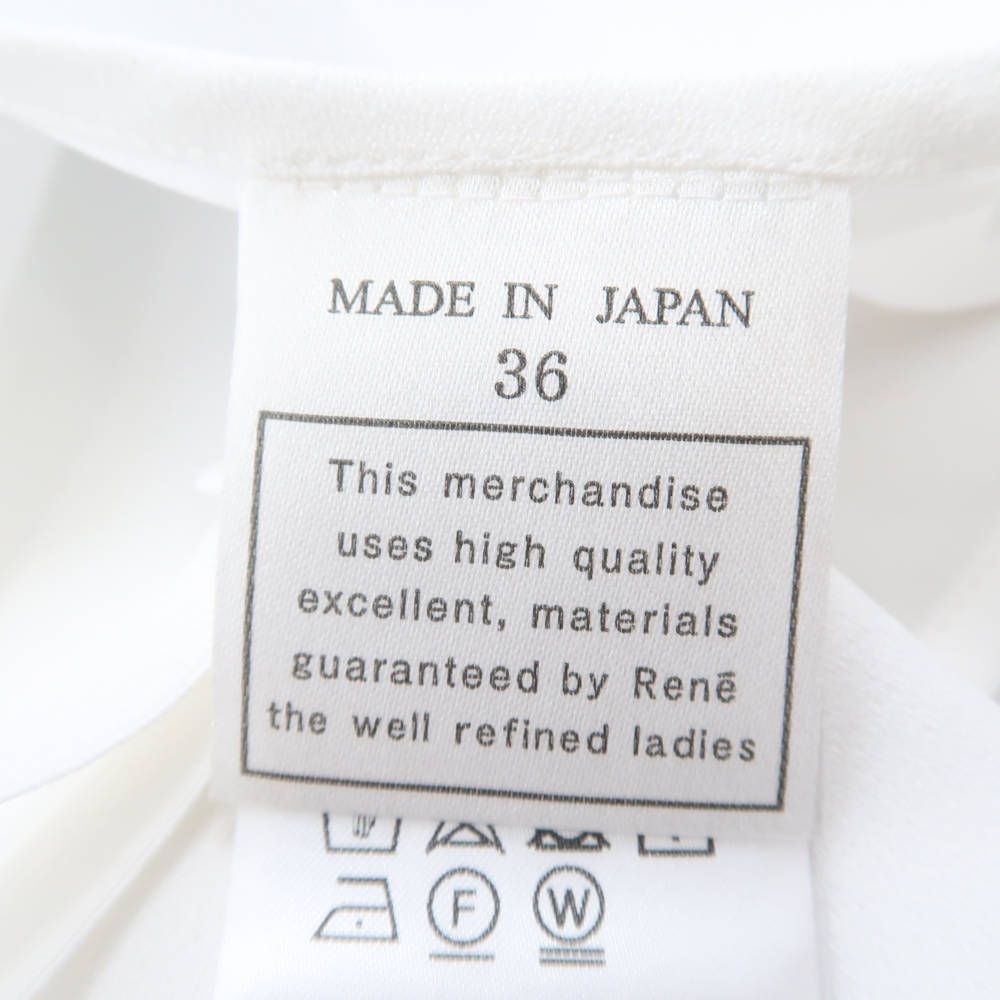 MADE IN JAPAN
36
This merchandise
uses high quality
excellent, materials
guaranteed by Renē
the well refined ladies
F W